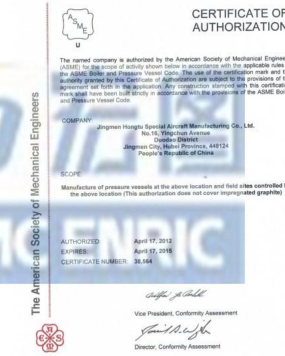 CERTIFICATE OF
AUTHORIZATION
ASME
U
The named company is authorized by the American Society of Mechanical Engineers
(ASME) for the scope of activity shown below in accordance with the applicable rules
the ASME Boiler and Pressure Vessel Code. The use of the certification mark and the
authority granted by this Certificate of Authorization are subject to the provisions of the
agreement set forth in the application. Any construction stamped with this certification
mark shall have been built strictly in accordance with the provisions of the ASME Boiler
and Pressure Vessel Code.
COMPANY:
Jingmen Hongtu Special Aircraft Manufacturing Co., Ltd.
No.18, Yingchun Avenue
Duodao District
Jingmen City, Hubei Province, 448124
People's Republic of China
SCOPE:
Manufacture of pressure vessels at the above location and field sites controlled
the above location (This authorization does not cover impregnated graphite)
AUTHORIZED: April 17, 2012
EXPIRES: April 17, 2015
CERTIFICATE NUMBER: 38,564
Vice President, Conformity Assessment
Director, Conformity Assessment
The American Society of Mechanical Engineers